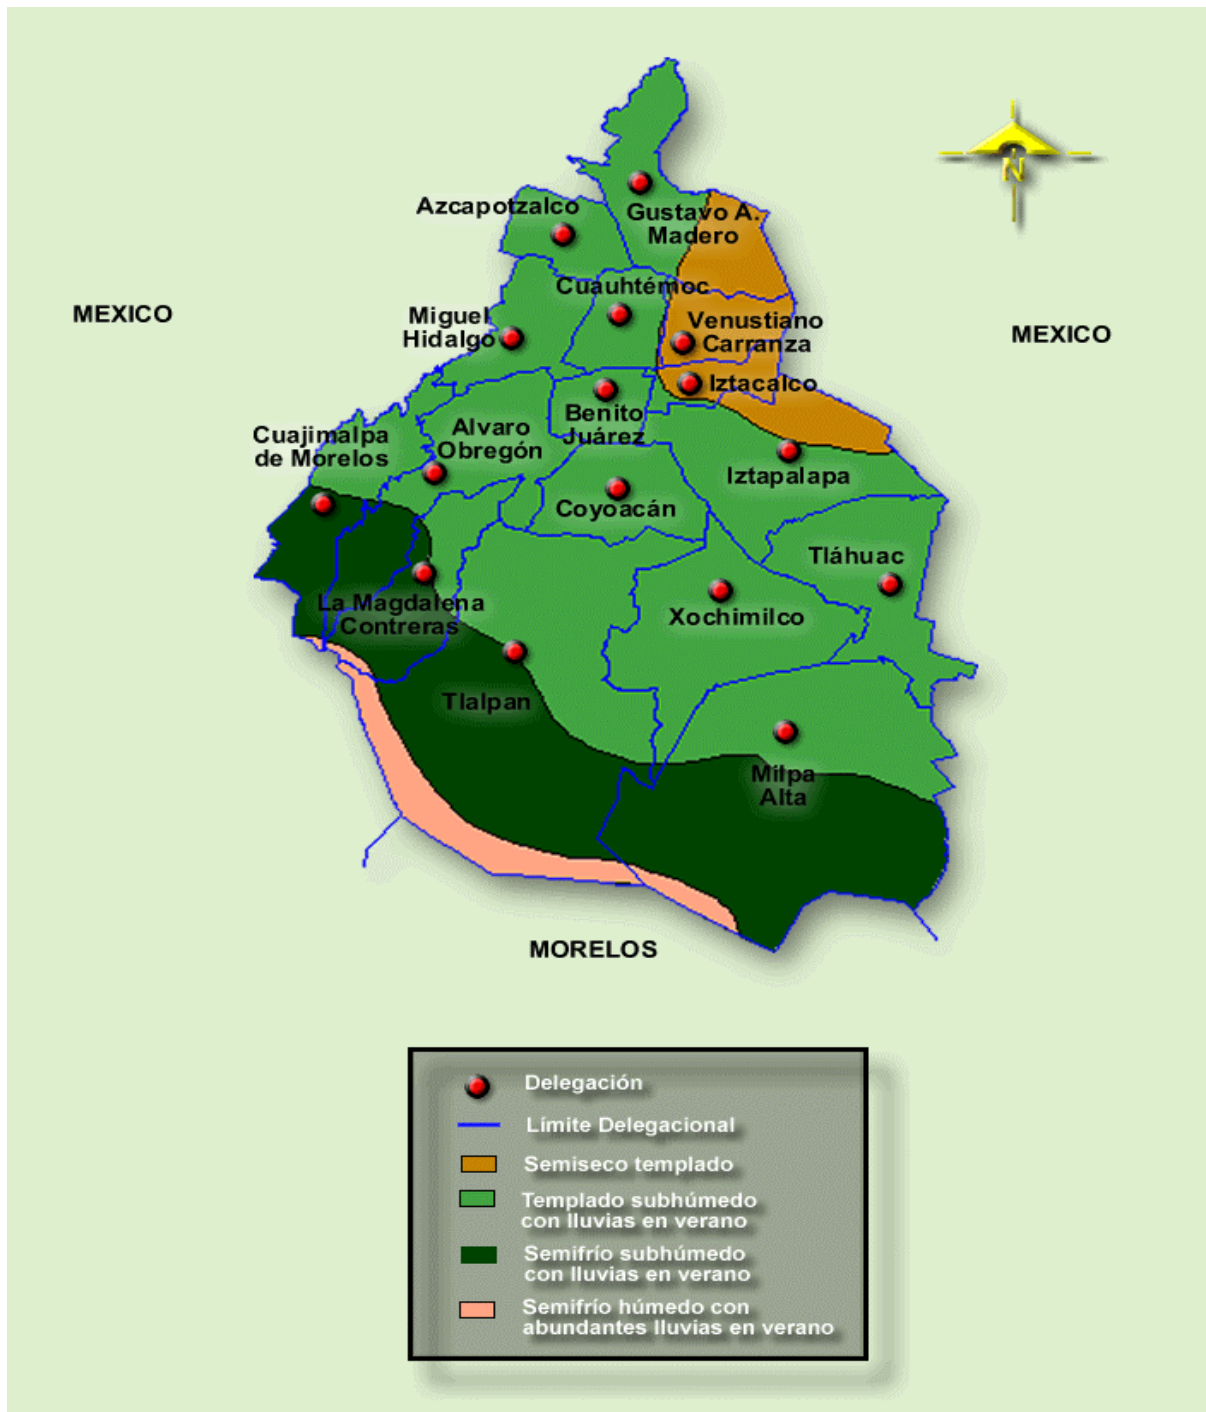 N
Azcapotzalco
Gustavo A.
Madero
Cuauhtémoc
MEXICO
Miguel
Hidalgo
Venustiano
Carranza
MEXICO
Iztacalco
Benito
Juárez
Cuajimalpa
de Morelos
Alvaro
Obregón
Iztapalapa
Coyoacán
Tláhuac
La Magdalena
Contreras
Xochimilco
Tlalpan
Milpa
Alta
MORELOS
Delegación
Límite Delegacional
Semiseco templado
Templado subhúmedo
con lluvias en verano
Semifrío subhúmedo
con lluvias en verano
Semifrío húmedo con
abundantes lluvias en verano